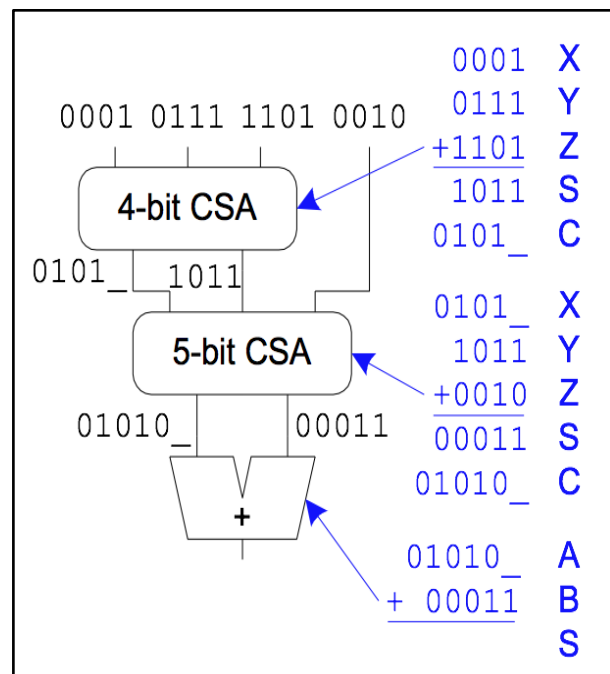 0001 0111 1101 0010
4-bit CSA
0101_ 1011
5-bit CSA
01010_ 00011
+
0001 X
0111 Y
+1101 Z
1011 S
0101_ C
0101_ X
1011 Y
+0010 Z
00011 S
01010_ C
01010_ A
+ 00011 B
S